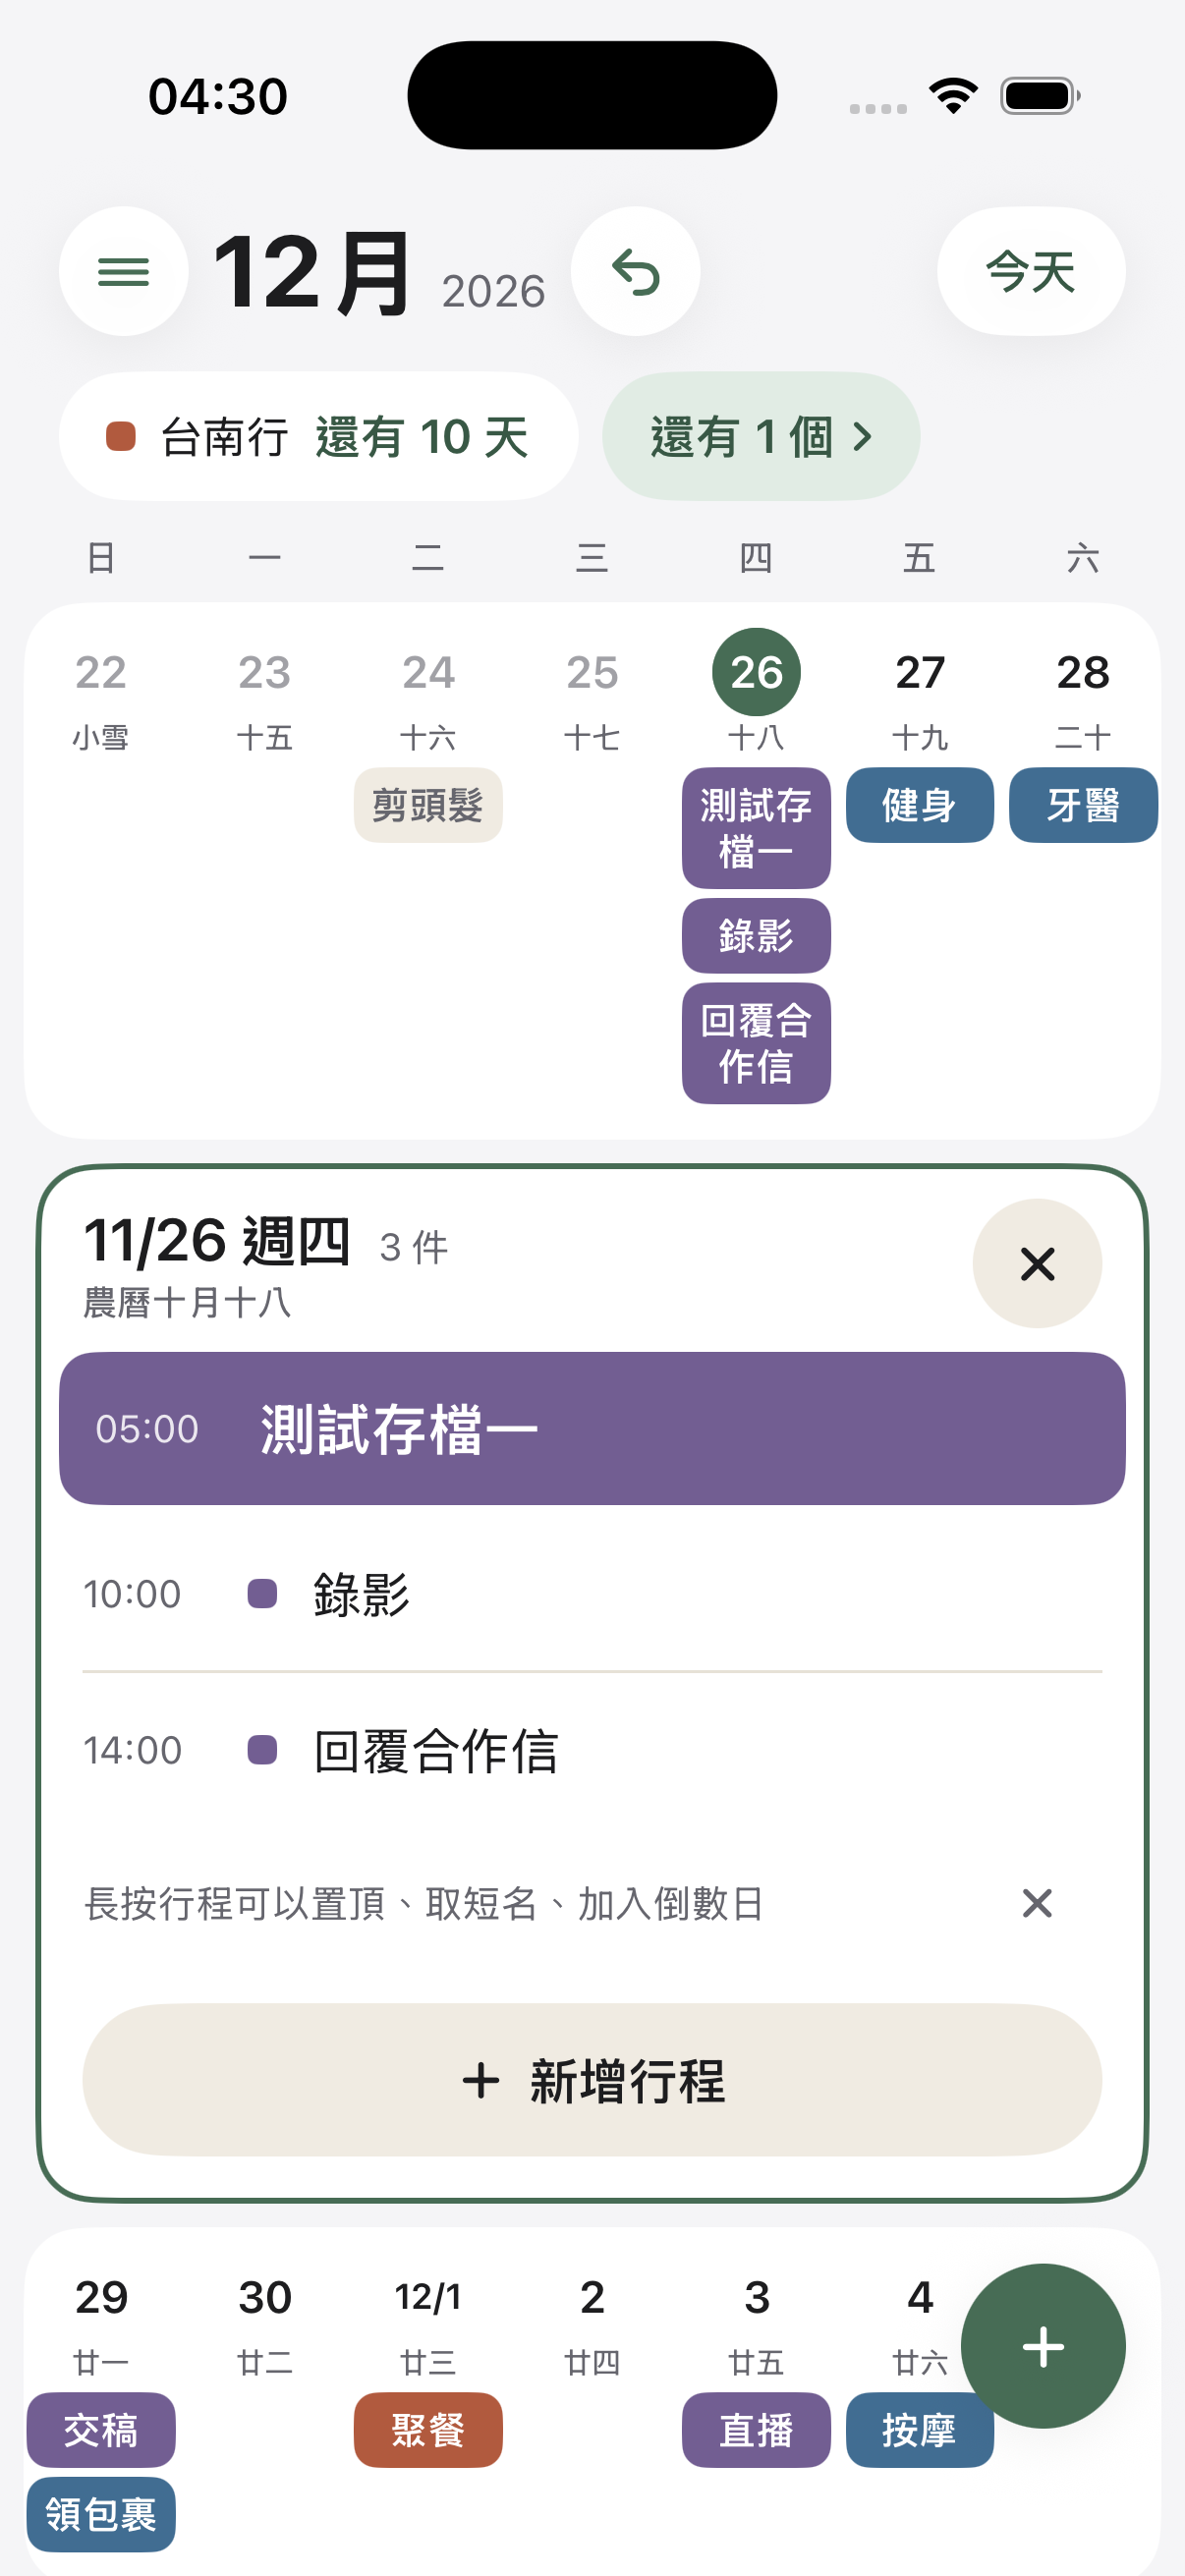 04:30
12月 2026
今天
台南行 還有 10 天
還有 1 個
日 一 二 三 四 五 六
22 23 24 25 26 27 28
小雪 十五 十六 十七 十八 十九 二十
剪頭髮 測試存檔一 健身 牙醫
錄影
回覆合作信
11/26 週四 3 件
農曆十月十八
05:00 測試存檔一
10:00 錄影
14:00 回覆合作信
長按行程可以置頂、取短名、加入倒數日
+ 新增行程
29 30 12/1 2 3 4
廿一 廿二 廿三 廿四 廿五 廿六
交稿 聚餐 直播 按摩
領包裹